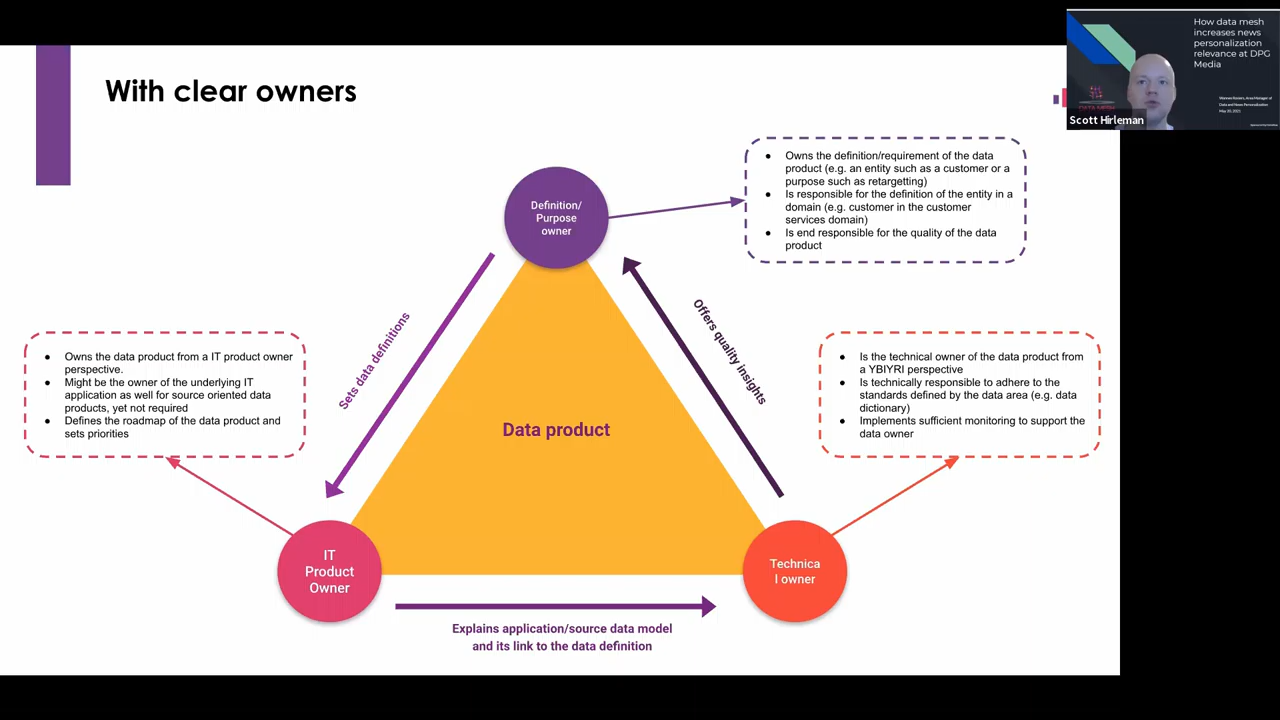 With clear owners
Definition/
Purpose
owner
● Owns the definition/requirement of the data
product (e.g. an entity such as a customer or a
purpose such as retargetting)
● Is responsible for the definition of the entity in a
domain (e.g. customer in the customer
services domain)
● Is end responsible for the quality of the data
product
Sets data definitions
Offers quality insights
● Owns the data product from a IT product owner
perspective.
● Might be the owner of the underlying IT
application as well for source oriented data
products, yet not required
● Defines the roadmap of the data product and
sets priorities
● Is the technical owner of the data product from
a YBIYRI perspective
● Is technically responsible to adhere to the
standards defined by the data area (e.g. data
dictionary)
● Implements sufficient monitoring to support the
data owner
Data product
IT
Product
Owner
Technica
l owner
Explains application/source data model
and its link to the data definition
How data mesh
increases news
personalization
relevance at DPG
Media
Data and News Personalization
Scott Hirleman